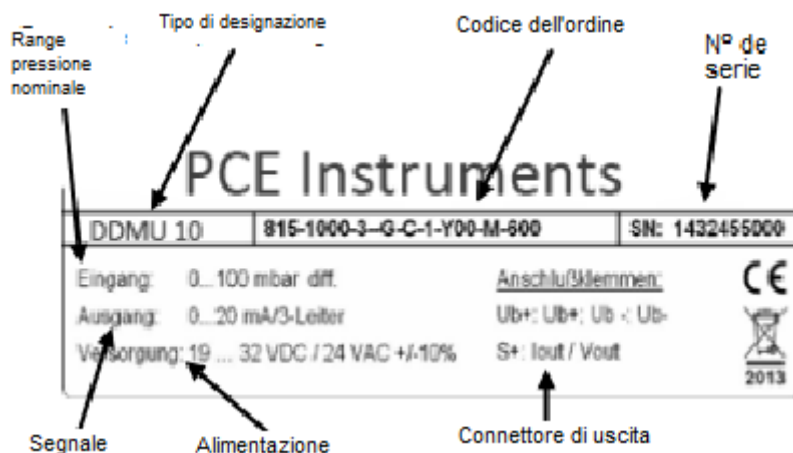 Range pressione nominale
Tipo di designazione
Codice dell'ordine
Nº de serie
PCE Instruments
DDMU 10
815-1000-3--G-C-1-Y00-M-600
SN: 1432455000
Eingang: 0...100 mbar diff.
Anschlußklemmen:
CE
Ausgang: 0...20 mA/3-Leiter
Ub+: Ub+; Ub -: Ub-
Versorgung: 19 ... 32 VDC / 24 VAC +/-10%
S+: Iout / Vout
2013
Segnale
Alimentazione
Connettore di uscita